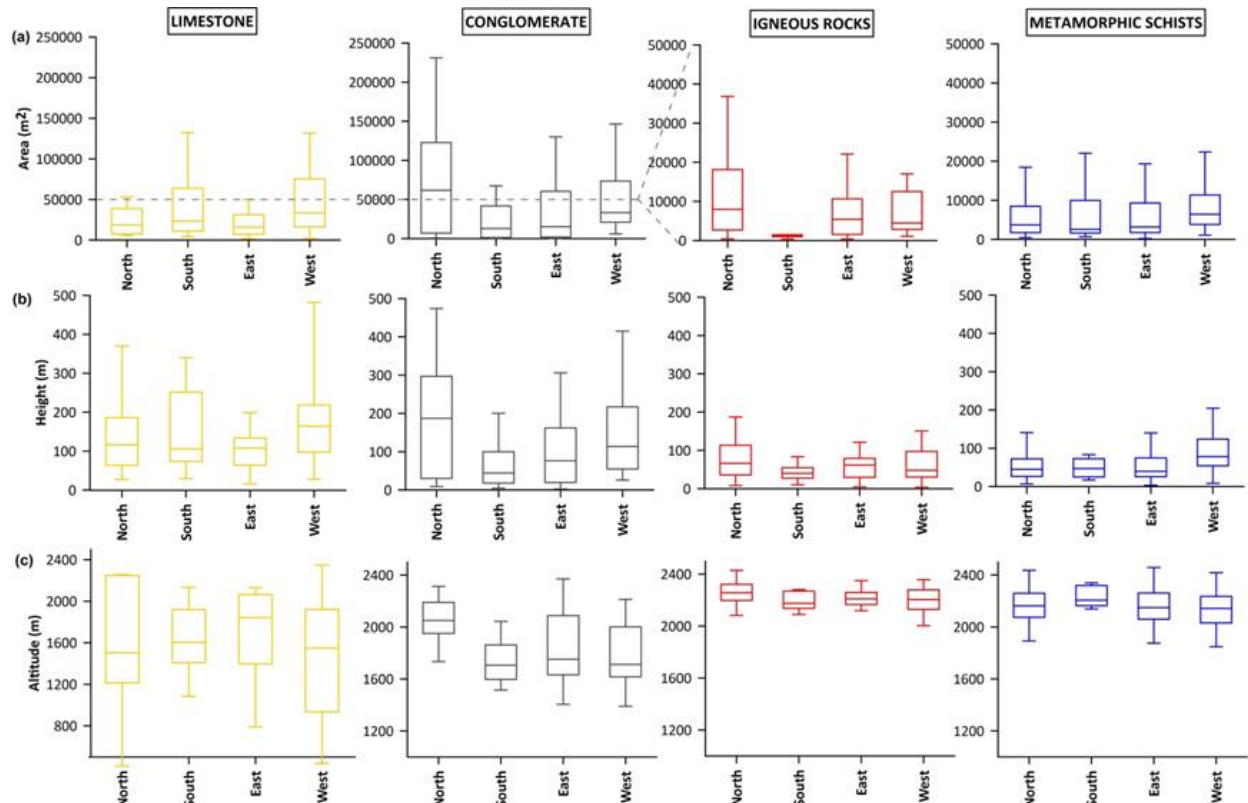 LIMESTONE
CONGLOMERATE
IGNEOUS ROCKS
METAMORPHIC SCHISTS
(a)
Area (m2)
250000
200000
150000
100000
50000
0
North
South
East
West
250000
200000
150000
100000
50000
0
North
South
East
West
50000
40000
30000
20000
10000
0
North
South
East
West
50000
40000
30000
20000
10000
0
North
South
East
West
(b)
Height (m)
500
400
300
200
100
0
North
South
East
West
500
400
300
200
100
0
North
South
East
West
500
400
300
200
100
0
North
South
East
West
500
400
300
200
100
0
North
South
East
West
(c)
Altitude (m)
2400
2000
1600
1200
800
North
South
East
West
2400
2000
1600
1200
North
South
East
West
2400
2000
1600
1200
North
South
East
West
2400
2000
1600
1200
North
South
East
West